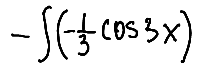 - ∫(-1/3 cos 3x)